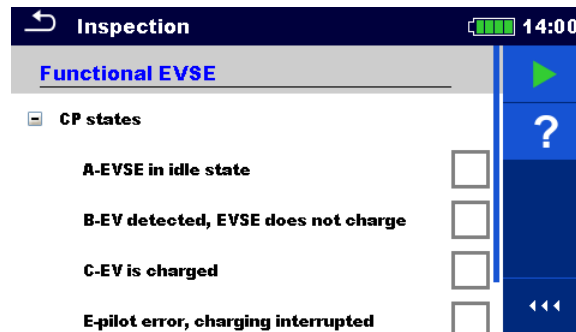 Inspection 14:00
Functional EVSE
?
CP states
A-EVSE in idle state
B-EV detected, EVSE does not charge
C-EV is charged
E-pilot error, charging interrupted